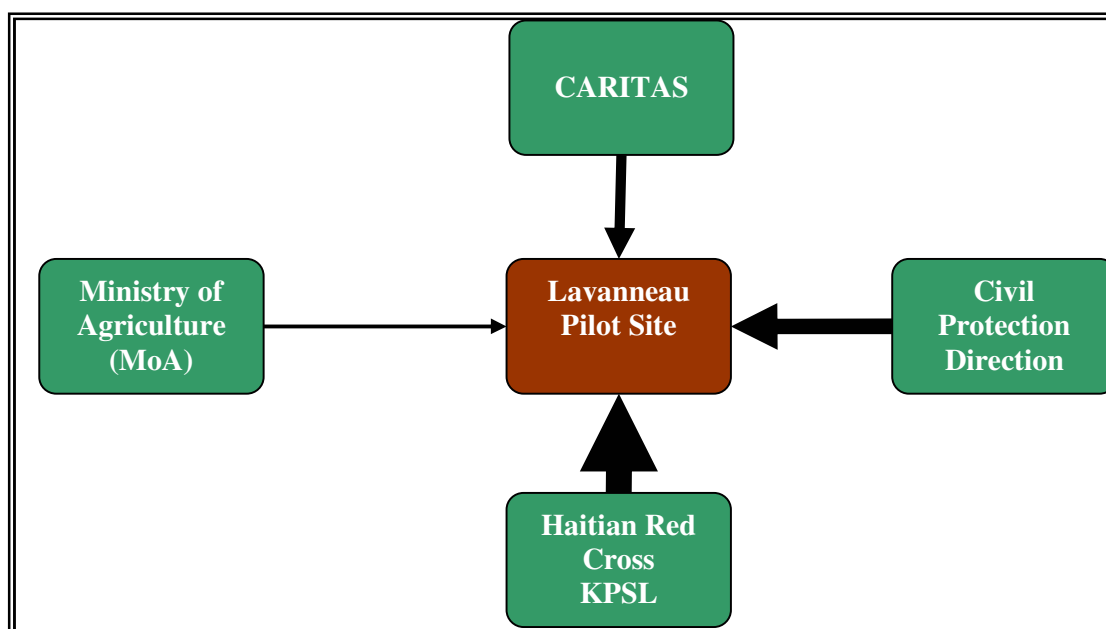 CARITAS
Ministry of
Agriculture
(MoA)
Lavanneau
Pilot Site
Civil
Protection
Direction
Haitian Red
Cross
KPSL